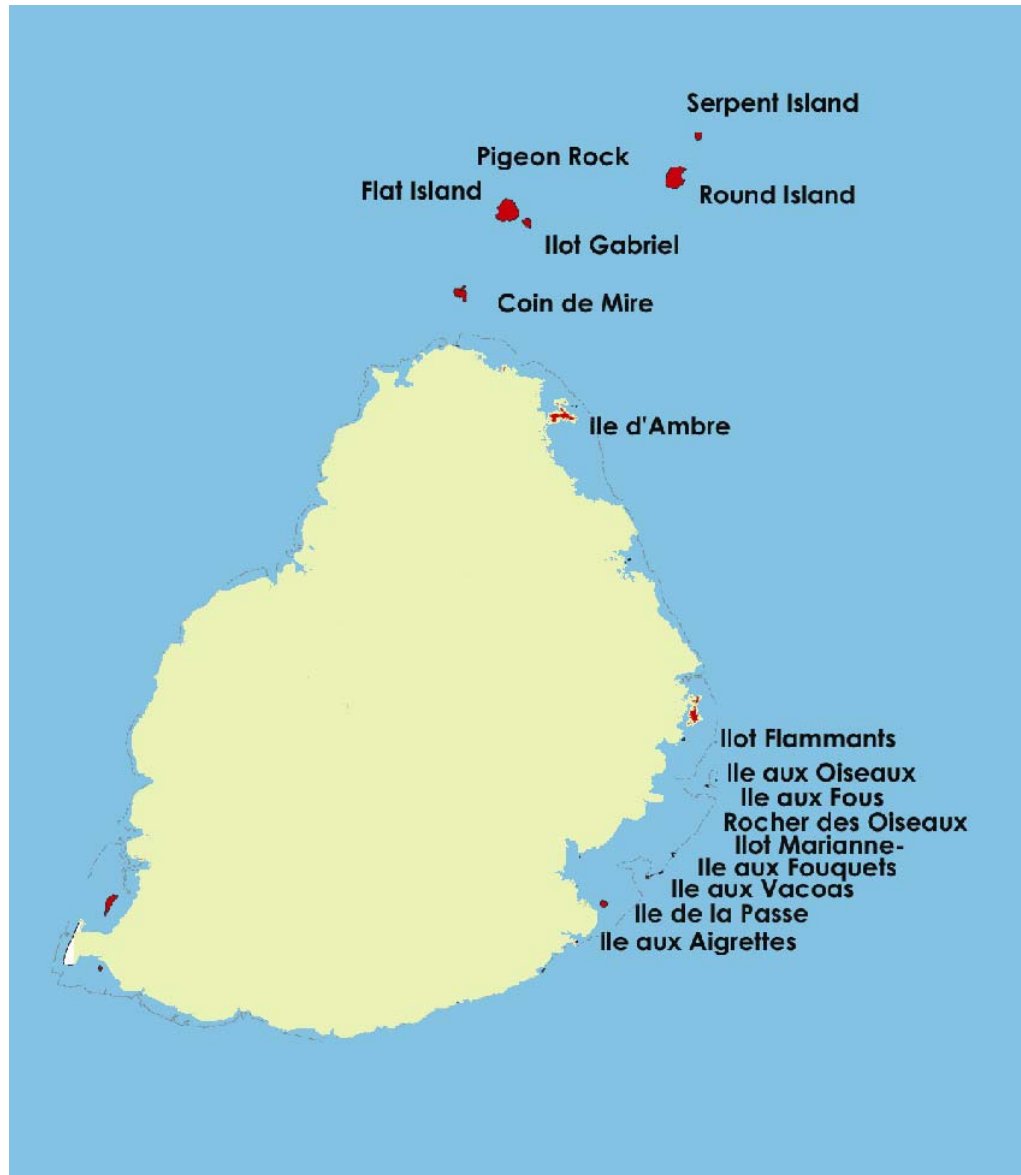 Serpent Island
Pigeon Rock
Flat Island
Round Island
Ilot Gabriel
Coin de Mire
Ile d'Ambre
Ilot Flammants
Ile aux Oiseaux
Ile aux Fous
Rocher des Oiseaux
Ilot Marianne-
Ile aux Fouquets
Ile aux Vacoas
Ile de la Passe
Ile aux Aigrettes